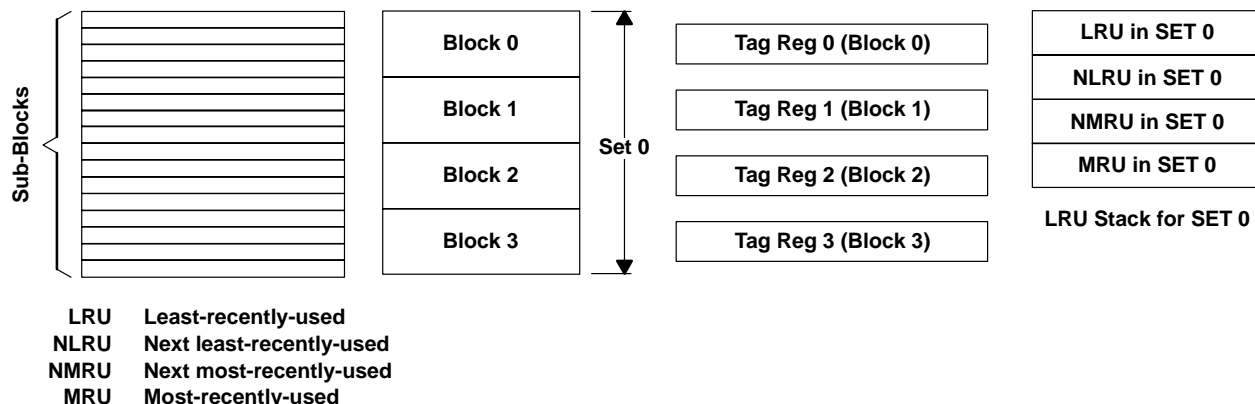 Sub-Blocks
Block 0
Block 1
Block 2
Block 3
Set 0
Tag Reg 0 (Block 0)
Tag Reg 1 (Block 1)
Tag Reg 2 (Block 2)
Tag Reg 3 (Block 3)
LRU in SET 0
NLRU in SET 0
NMRU in SET 0
MRU in SET 0
LRU Stack for SET 0
LRU Least-recently-used
NLRU Next least-recently-used
NMRU Next most-recently-used
MRU Most-recently-used